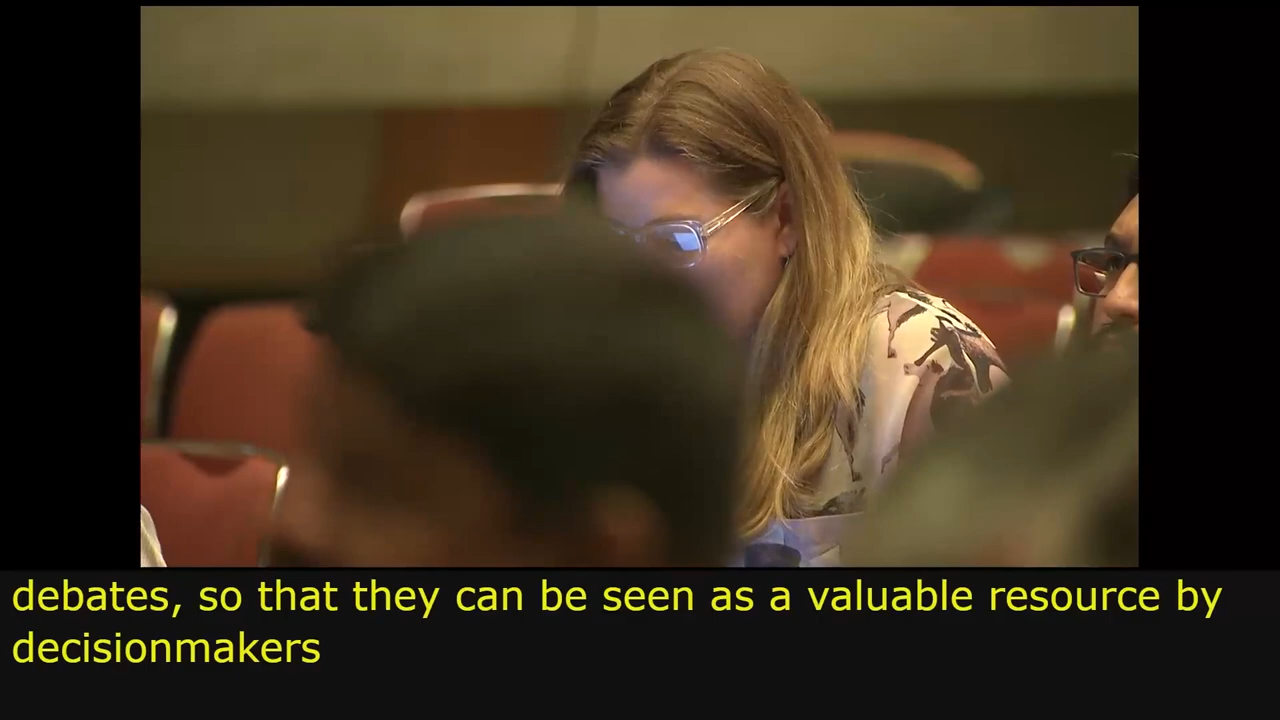 debates, so that they can be seen as a valuable resource by
decisionmakers